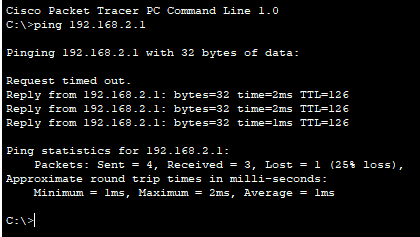 Cisco Packet Tracer PC Command Line 1.0
C:\>ping 192.168.2.1
Pinging 192.168.2.1 with 32 bytes of data:
Request timed out.
Reply from 192.168.2.1: bytes=32 time=2ms TTL=126
Reply from 192.168.2.1: bytes=32 time=2ms TTL=126
Reply from 192.168.2.1: bytes=32 time=1ms TTL=126
Ping statistics for 192.168.2.1:
Packets: Sent = 4, Received = 3, Lost = 1 (25% loss),
Approximate round trip times in milli-seconds:
Minimum = 1ms, Maximum = 2ms, Average = 1ms
C:\>